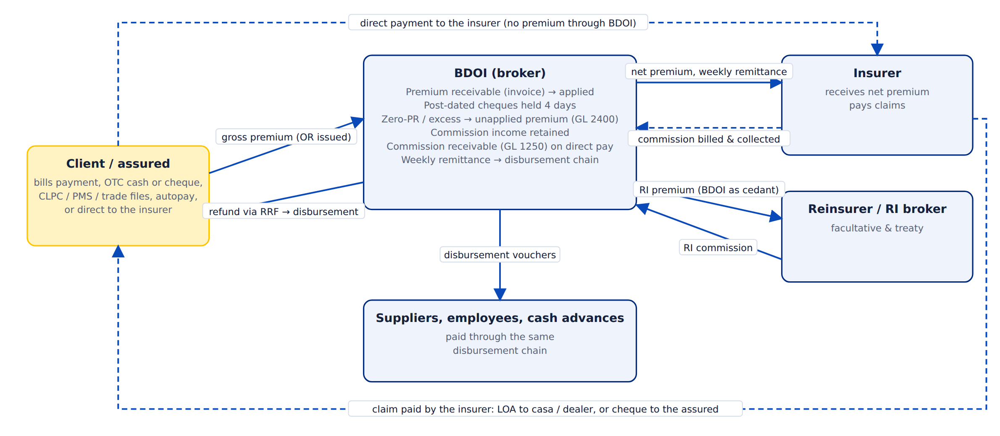 direct payment to the insurer (no premium through BDOI)
BDOI (broker)
Premium receivable (invoice) → applied
Post-dated cheques held 4 days
Zero-PR / excess → unapplied premium (GL 2400)
Commission income retained
Commission receivable (GL 1250) on direct pay
Weekly remittance → disbursement chain
net premium, weekly remittance
Insurer
receives net premium
pays claims
commission billed & collected
gross premium (OR issued)
Client / assured
bills payment, OTC cash or cheque,
CLPC / PMS / trade files, autopay,
or direct to the insurer
refund via RRF → disbursement
RI premium (BDOI as cedant)
Reinsurer / RI broker
facultative & treaty
RI commission
disbursement vouchers
Suppliers, employees, cash advances
paid through the same
disbursement chain
claim paid by the insurer: LOA to casa / dealer, or cheque to the assured